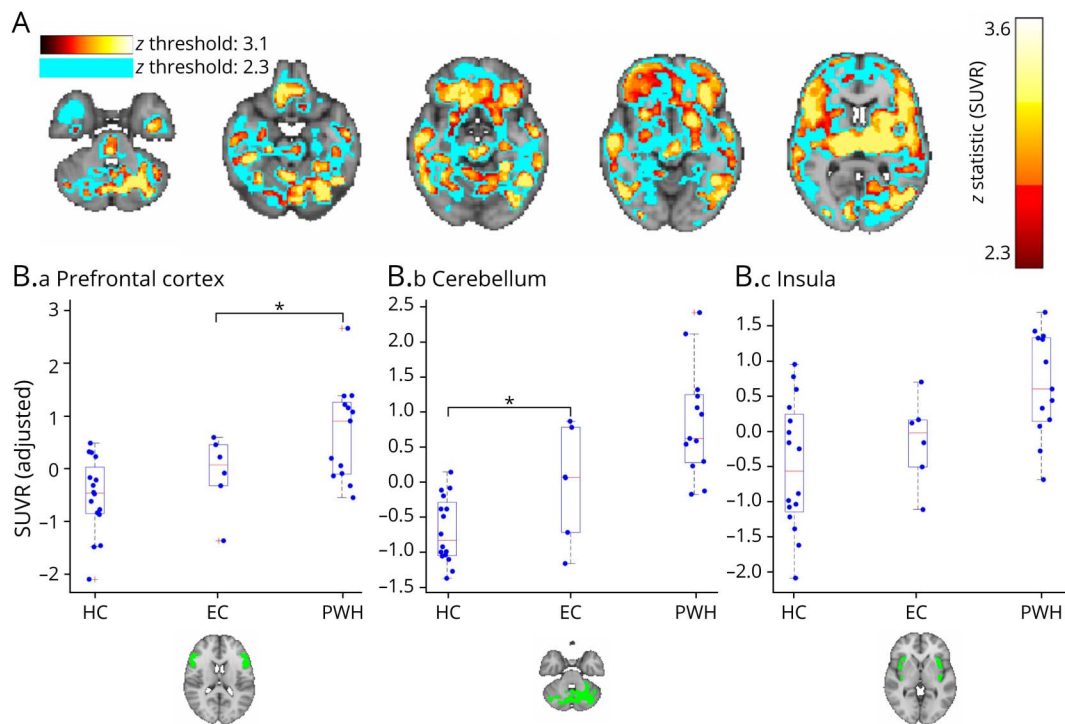 A
z threshold: 3.1
z threshold: 2.3
3.6
z statistic (SUVR)
2.3
B.a Prefrontal cortex
B.b Cerebellum
B.c Insula
SUVR (adjusted)
3
2
1
0
–1
–2
*
HC
EC
PWH
2.5
2.0
1.5
1.0
0.5
0.0
–0.5
–1.0
–1.5
*
HC
EC
PWH
1.5
1.0
0.5
0.0
–0.5
–1.0
–1.5
–2.0
HC
EC
PWH